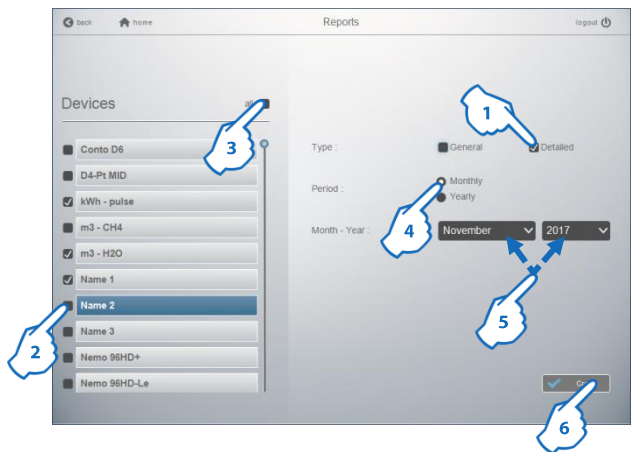 back home Reports logout
1
Devices all
3
Conto D6
Type : General Detailed
D4-Pt MID
Monthly
Period :
kWh - pulse
Yearly
4
m3 - CH4
Month - Year : November 2017
m3 - H2O
Name 1
Name 2
5
Name 3
2
Nemo 96HD+
Nemo 96HD-Le
6